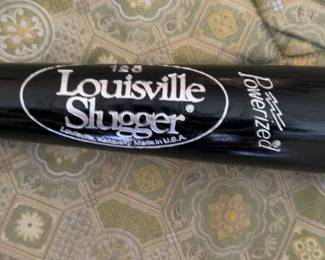 125
Louisville
Slugger®
Louisville, Kentucky Made in U.S.A.
Powerized®